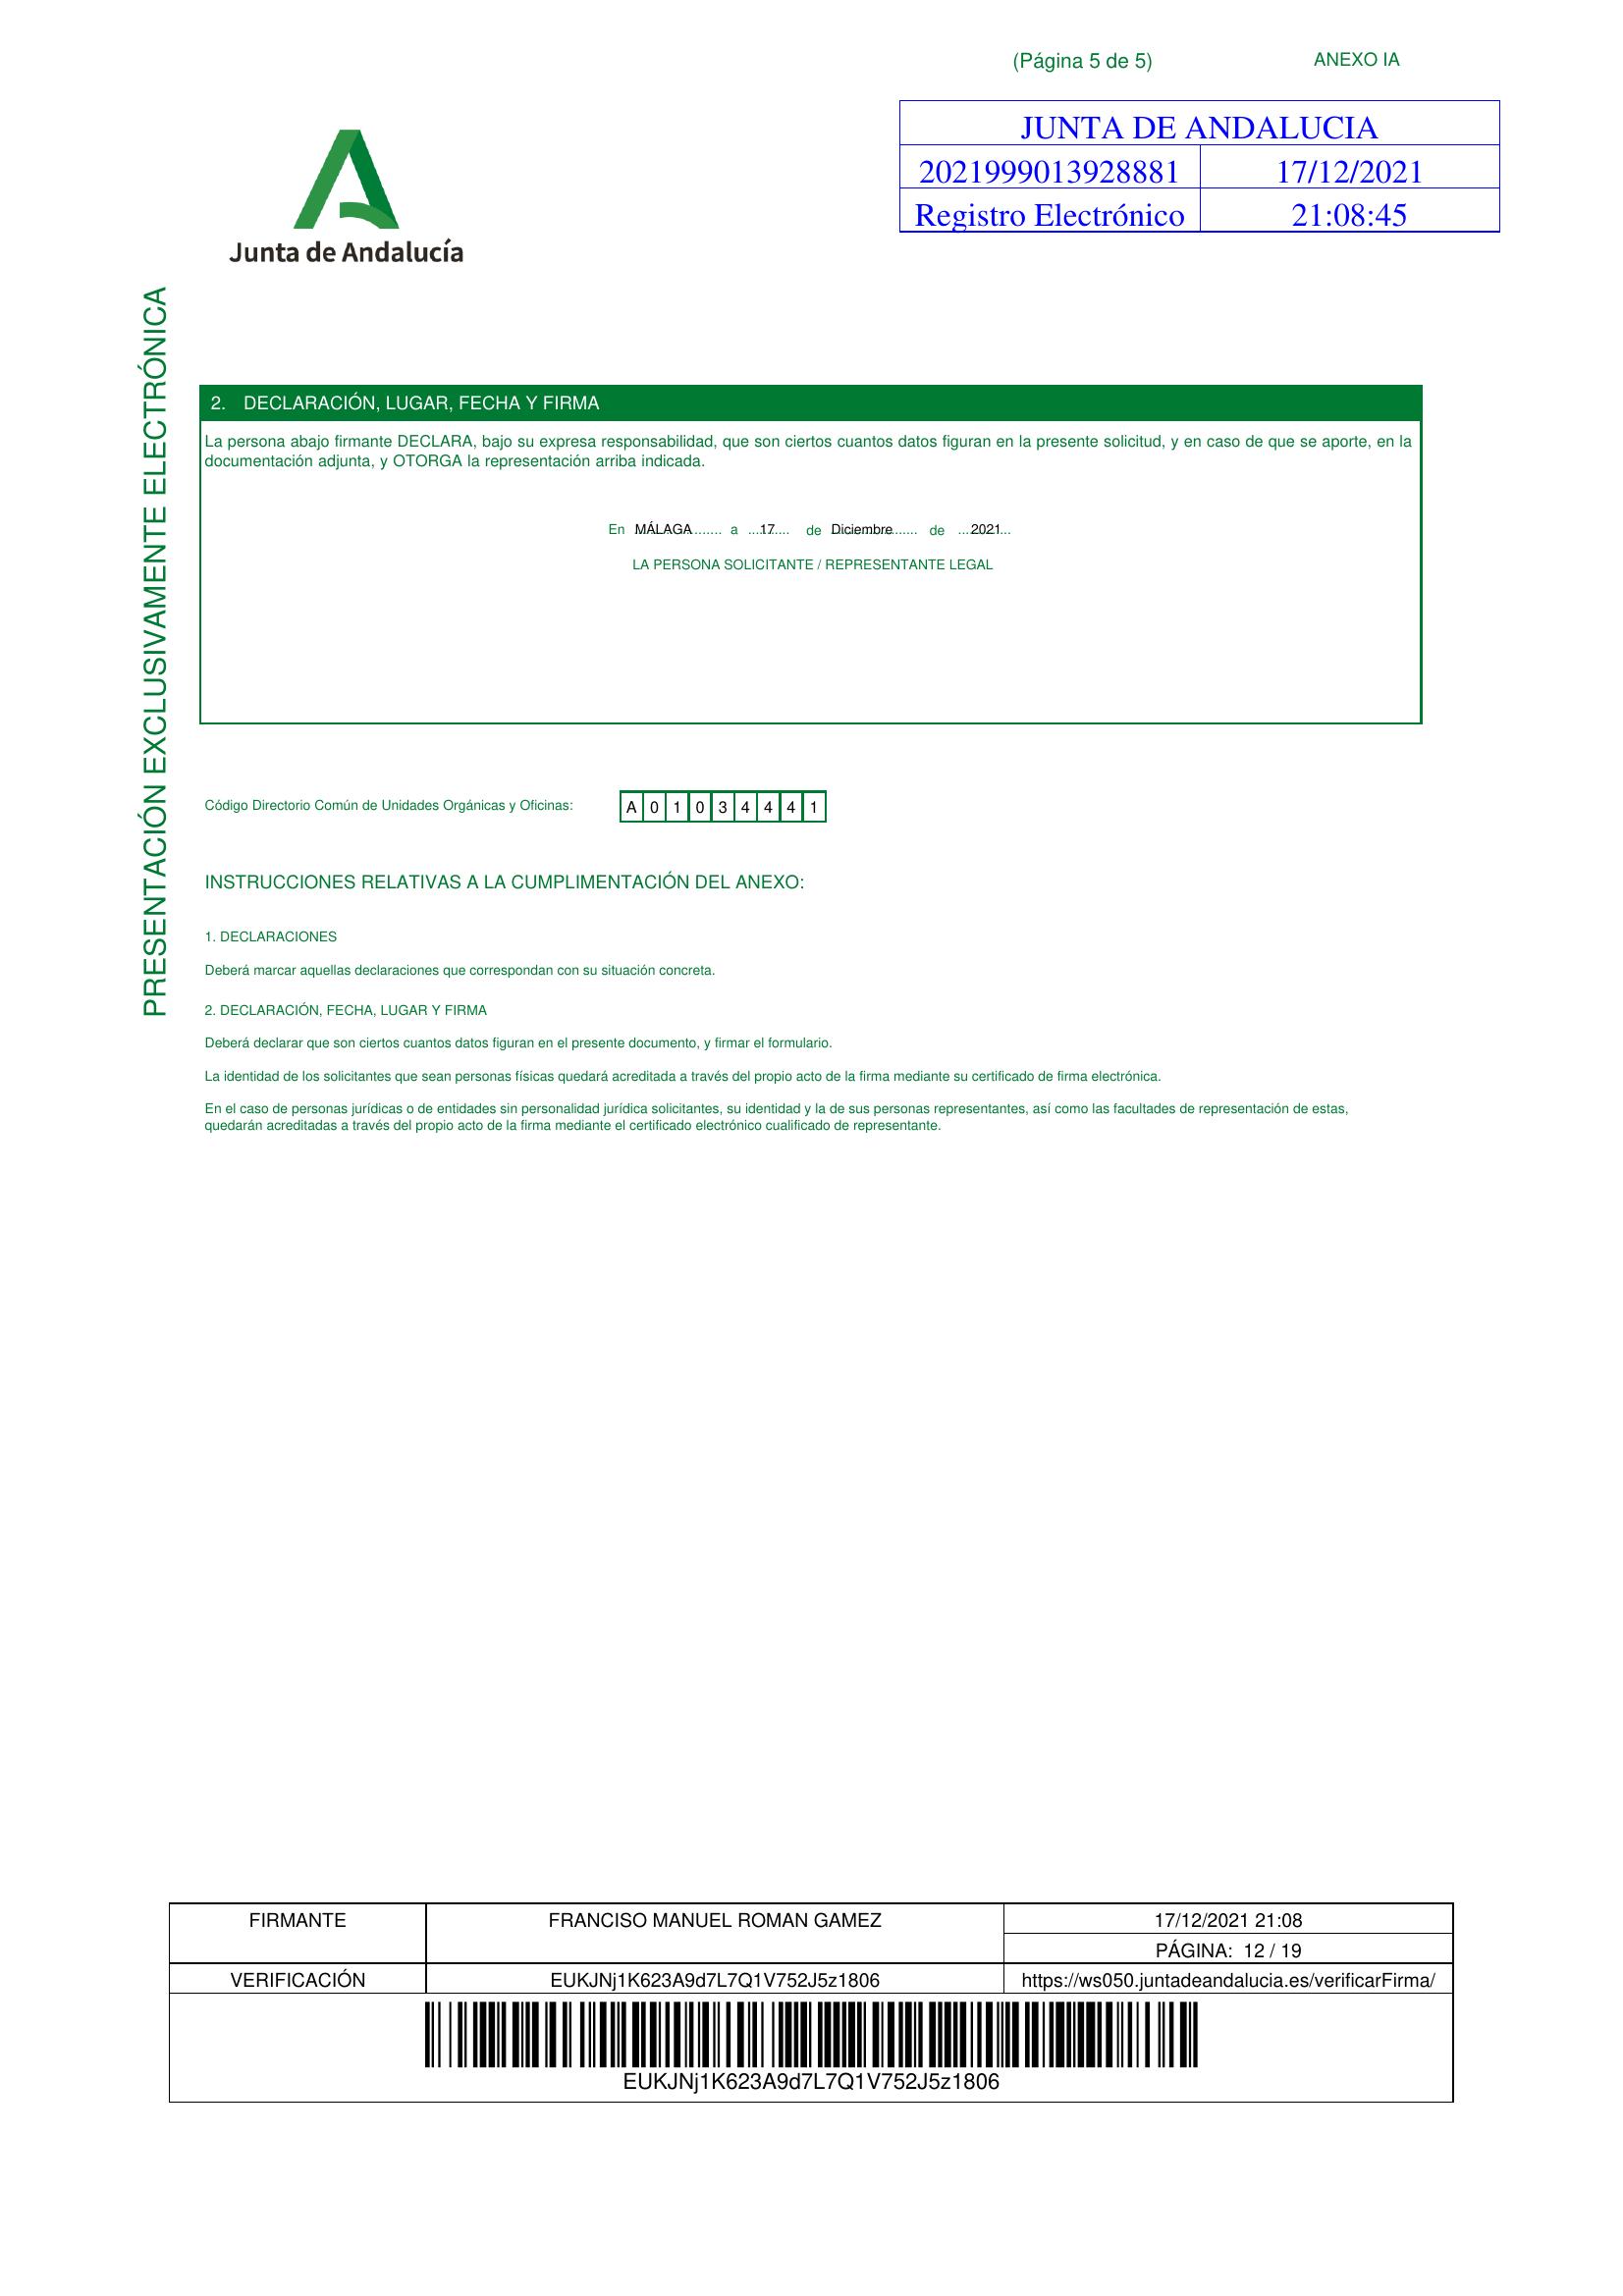 (Página 5 de 5) ANEXO IA
JUNTA DE ANDALUCIA
2021999013928881 17/12/2021
Registro Electrónico 21:08:45
Junta de Andalucía
PRESENTACIÓN EXCLUSIVAMENTE ELECTRÓNICA
2. DECLARACIÓN, LUGAR, FECHA Y FIRMA
La persona abajo firmante DECLARA, bajo su expresa responsabilidad, que son ciertos cuantos datos figuran en la presente solicitud, y en caso de que se aporte, en la
documentación adjunta, y OTORGA la representación arriba indicada.
En MÁLAGA a 17 de Diciembre de 2021
LA PERSONA SOLICITANTE / REPRESENTANTE LEGAL
Código Directorio Común de Unidades Orgánicas y Oficinas: A 0 1 0 3 4 4 4 1
INSTRUCCIONES RELATIVAS A LA CUMPLIMENTACIÓN DEL ANEXO:
1. DECLARACIONES
Deberá marcar aquellas declaraciones que correspondan con su situación concreta.
2. DECLARACIÓN, FECHA, LUGAR Y FIRMA
Deberá declarar que son ciertos cuantos datos figuran en el presente documento, y firmar el formulario.
La identidad de los solicitantes que sean personas físicas quedará acreditada a través del propio acto de la firma mediante su certificado de firma electrónica.
En el caso de personas jurídicas o de entidades sin personalidad jurídica solicitantes, su identidad y la de sus personas representantes, así como las facultades de representación de estas,
quedarán acreditadas a través del propio acto de la firma mediante el certificado electrónico cualificado de representante.
FIRMANTE FRANCISO MANUEL ROMAN GAMEZ 17/12/2021 21:08
PÁGINA: 12 / 19
VERIFICACIÓN EUKJNj1K623A9d7L7Q1V752J5z1806 https://ws050.juntadeandalucia.es/verificarFirma/
EUKJNj1K623A9d7L7Q1V752J5z1806